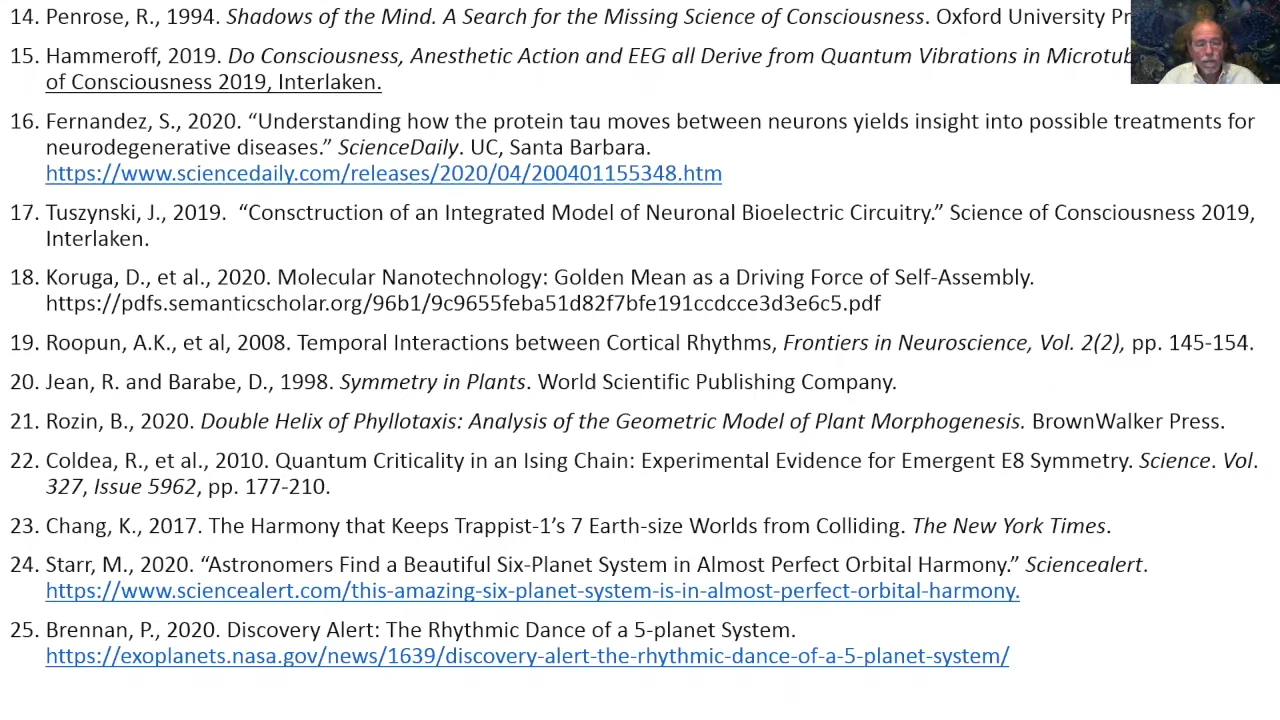 14. Penrose, R., 1994. Shadows of the Mind. A Search for the Missing Science of Consciousness. Oxford University
15. Hammeroff, 2019. Do Consciousness, Anesthetic Action and EEG all Derive from Quantum Vibrations in
of Consciousness 2019, Interlaken.
16. Fernandez, S., 2020. “Understanding how the protein tau moves between neurons yields insight into possible treatments for
neurodegenerative diseases.” ScienceDaily. UC, Santa Barbara.
https://www.sciencedaily.com/releases/2020/04/200401155348.htm
17. Tuszynski, J., 2019. “Consctruction of an Integrated Model of Neuronal Bioelectric Circuitry.” Science of Consciousness 2019,
Interlaken.
18. Koruga, D., et al., 2020. Molecular Nanotechnology: Golden Mean as a Driving Force of Self-Assembly.
https://pdfs.semanticscholar.org/96b1/9c9655feba51d82f7bfe191ccdcce3d3e6c5.pdf
19. Roopun, A.K., et al, 2008. Temporal Interactions between Cortical Rhythms, Frontiers in Neuroscience, Vol. 2(2), pp. 145-154.
20. Jean, R. and Barabe, D., 1998. Symmetry in Plants. World Scientific Publishing Company.
21. Rozin, B., 2020. Double Helix of Phyllotaxis: Analysis of the Geometric Model of Plant Morphogenesis. BrownWalker Press.
22. Coldea, R., et al., 2010. Quantum Criticality in an Ising Chain: Experimental Evidence for Emergent E8 Symmetry. Science. Vol.
327, Issue 5962, pp. 177-210.
23. Chang, K., 2017. The Harmony that Keeps Trappist-1’s 7 Earth-size Worlds from Colliding. The New York Times.
24. Starr, M., 2020. “Astronomers Find a Beautiful Six-Planet System in Almost Perfect Orbital Harmony.” Sciencealert.
https://www.sciencealert.com/this-amazing-six-planet-system-is-in-almost-perfect-orbital-harmony.
25. Brennan, P., 2020. Discovery Alert: The Rhythmic Dance of a 5-planet System.
https://exoplanets.nasa.gov/news/1639/discovery-alert-the-rhythmic-dance-of-a-5-planet-system/